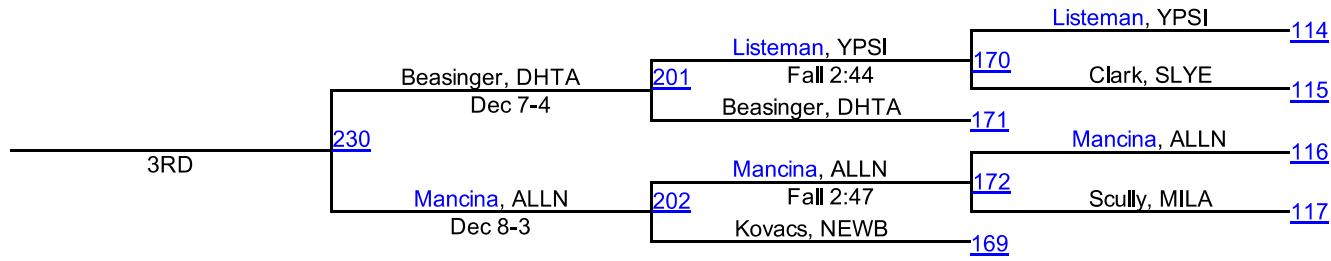 Listeman, YPSI
114
Listeman, YPSI
170
Fall 2:44
Clark, SLYE
115
Beasinger, DHTA
201
Dec 7-4
Beasinger, DHTA
171
230
3RD
Mancina, ALLN
116
Mancina, ALLN
172
Fall 2:47
Scully, MILA
117
Mancina, ALLN
202
Dec 8-3
Kovacs, NEWB
169